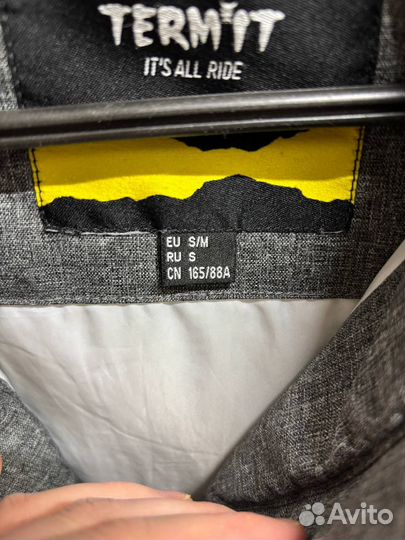 TERMIT
IT'S ALL RIDE
EU S/M
RU S
CN 165/88A
Avito